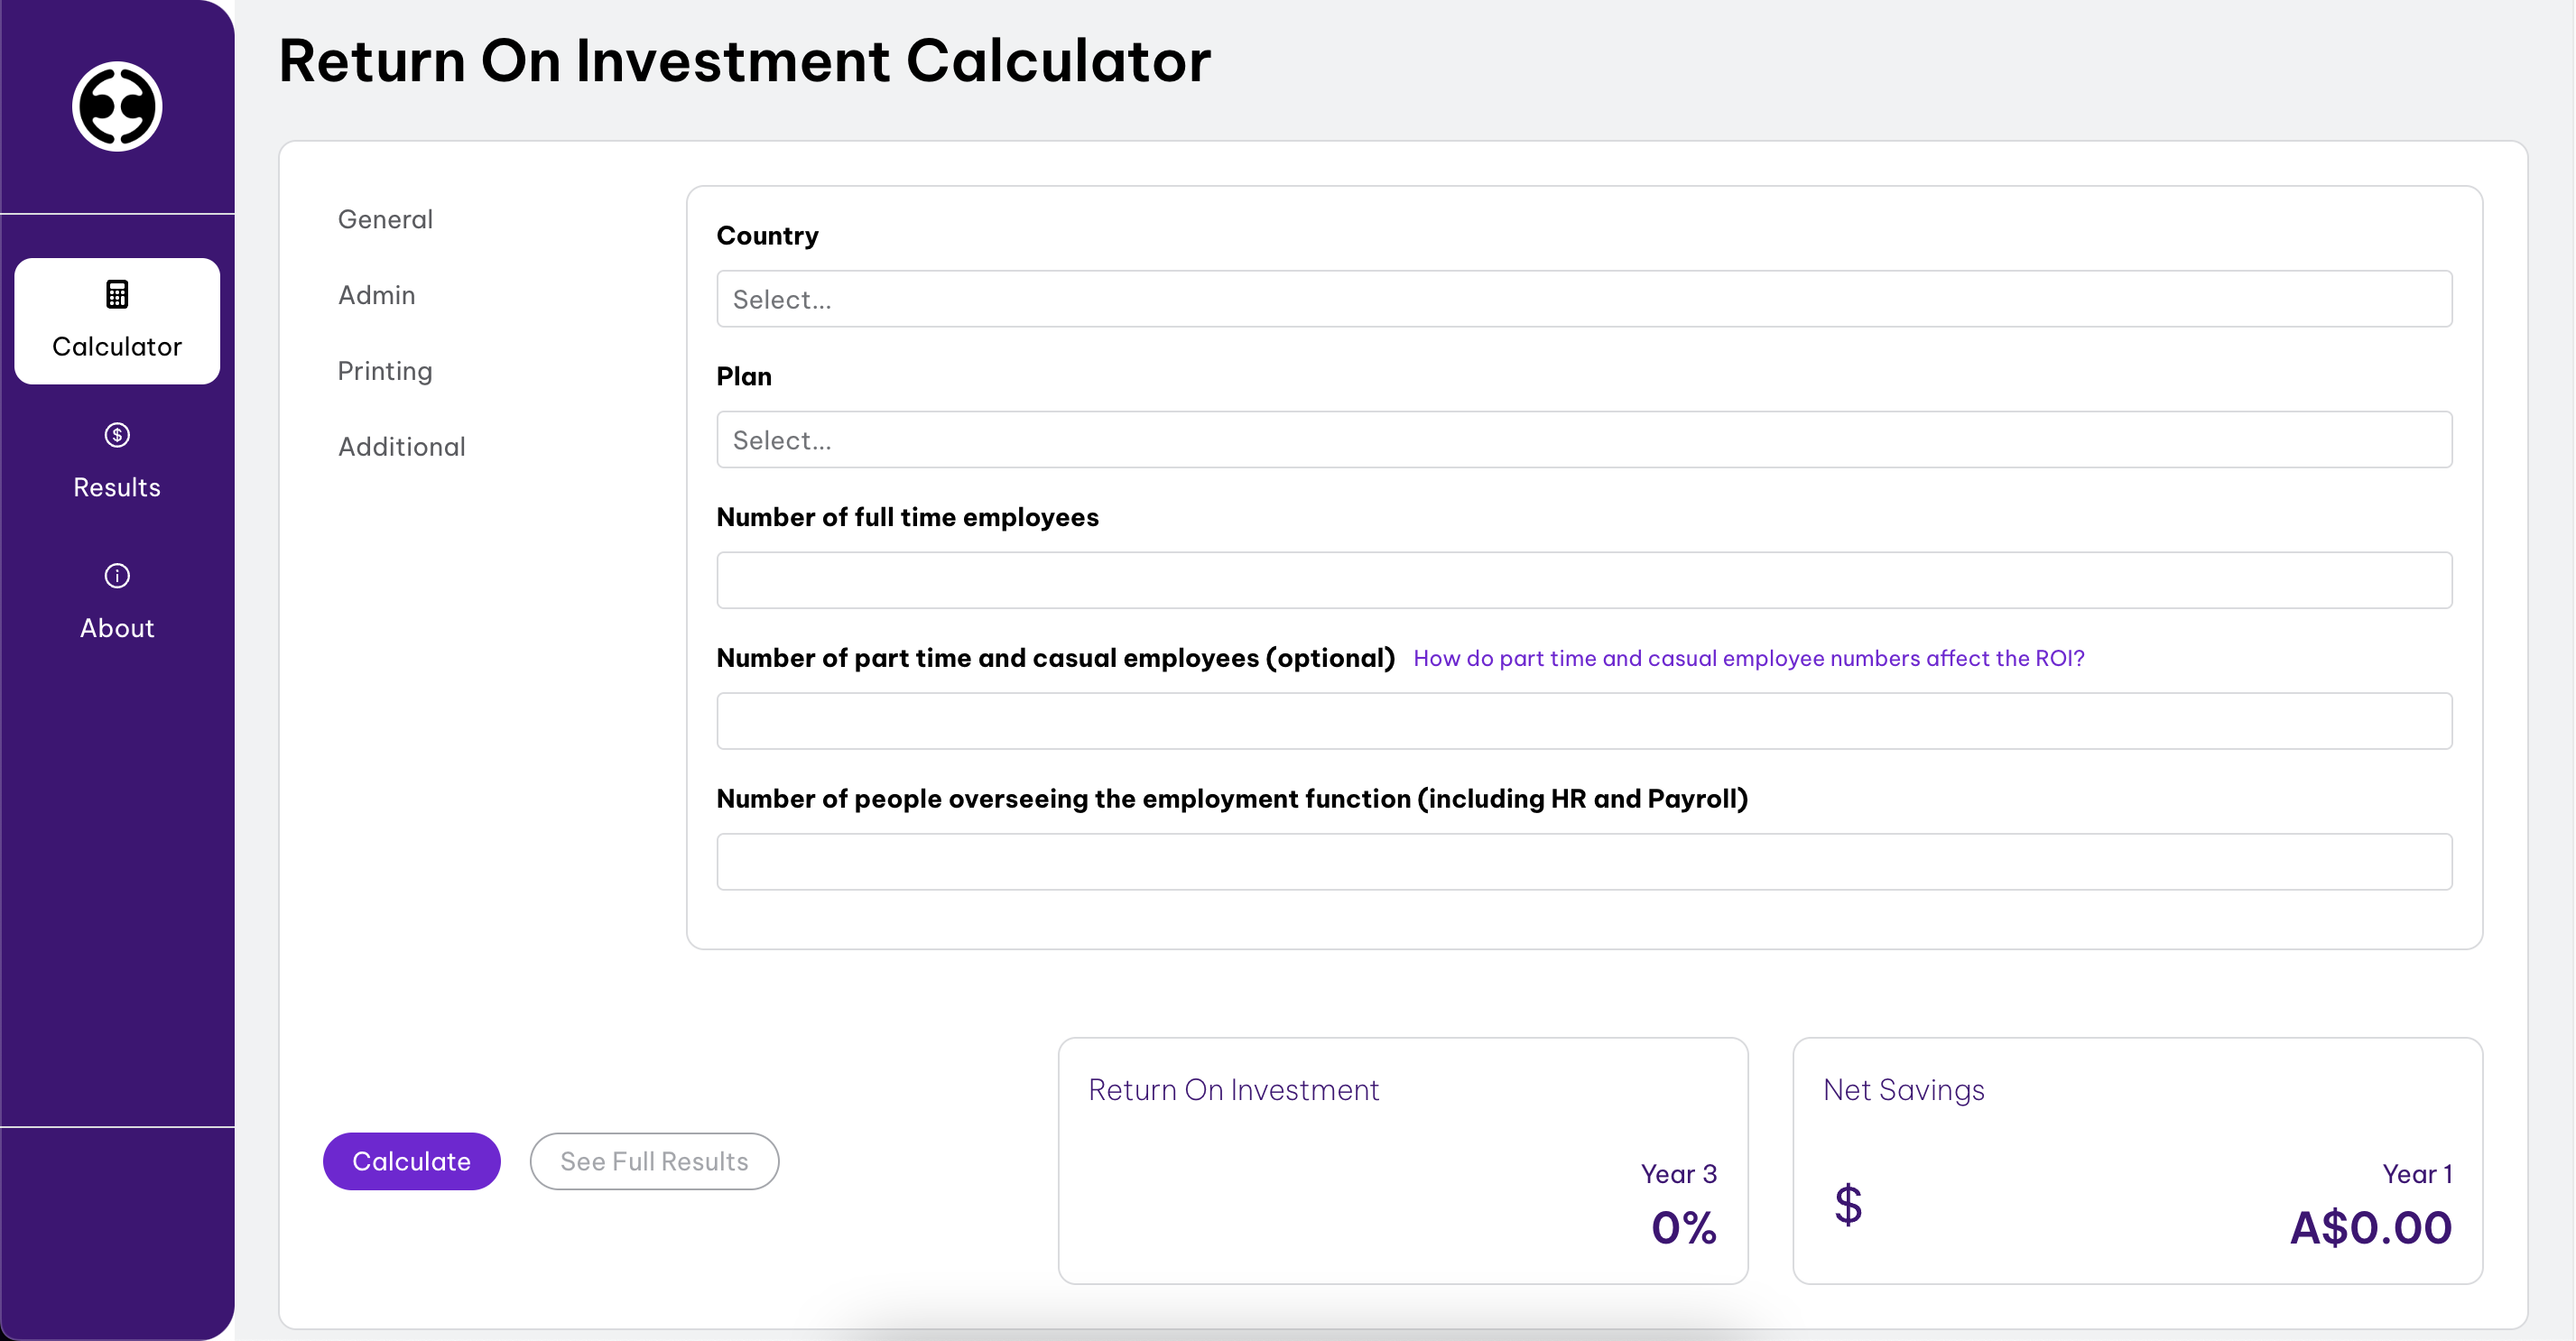 Return On Investment Calculator
Calculator
Results
About
General
Admin
Printing
Additional
Country
Select...
Plan
Select...
Number of full time employees
Number of part time and casual employees (optional) How do part time and casual employee numbers affect the ROI?
Number of people overseeing the employment function (including HR and Payroll)
Calculate
See Full Results
Return On Investment
Year 3
0%
Net Savings
$
Year 1
A$0.00